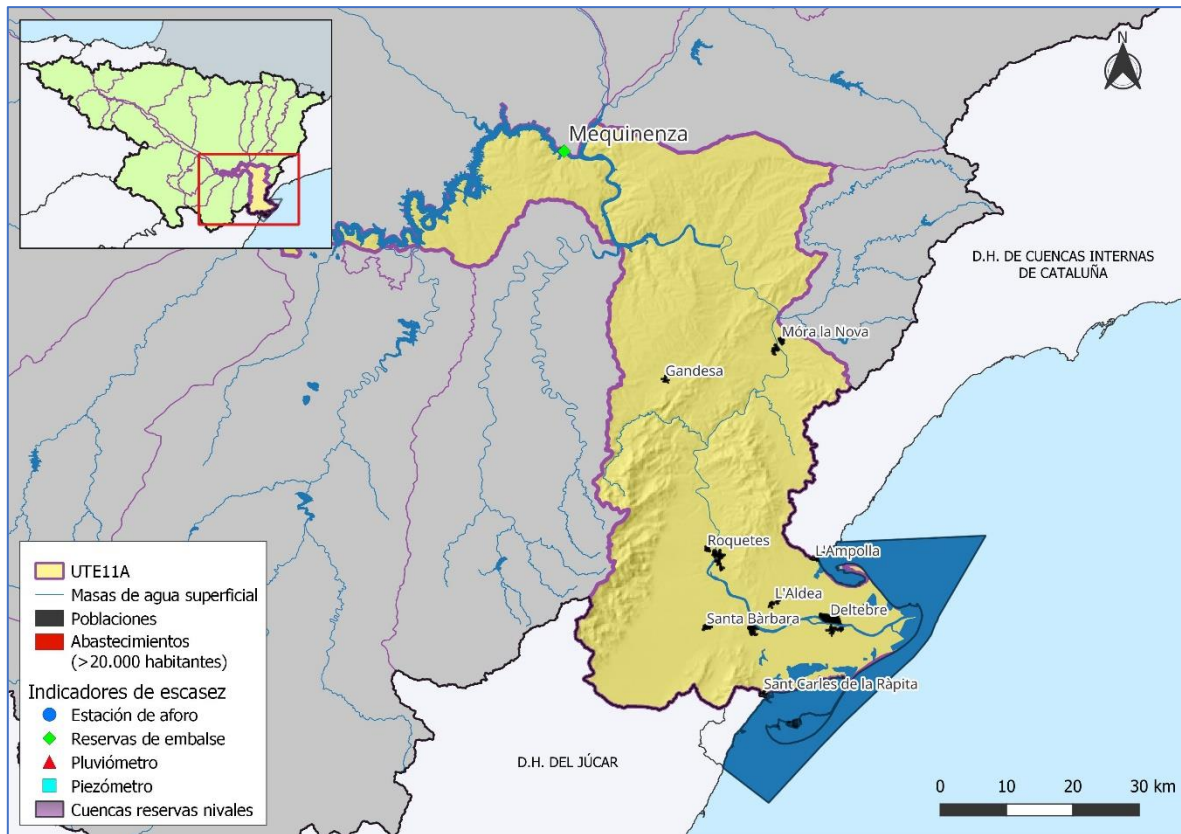 N
Mequinenza
D.H. DE CUENCAS INTERNAS
DE CATALUÑA
Móra la Nova
Gandesa
Roquetes
L'Ampolla
L'Aldea
Deltebre
Santa Bàrbara
Sant Carles de la Ràpita
D.H. DEL JÚCAR
UTE11A
Masas de agua superficial
Poblaciones
Abastecimientos
(>20.000 habitantes)
Indicadores de escasez
Estación de aforo
Reservas de embalse
Pluviómetro
Piezómetro
Cuencas reservas nivales
0 10 20 30 km